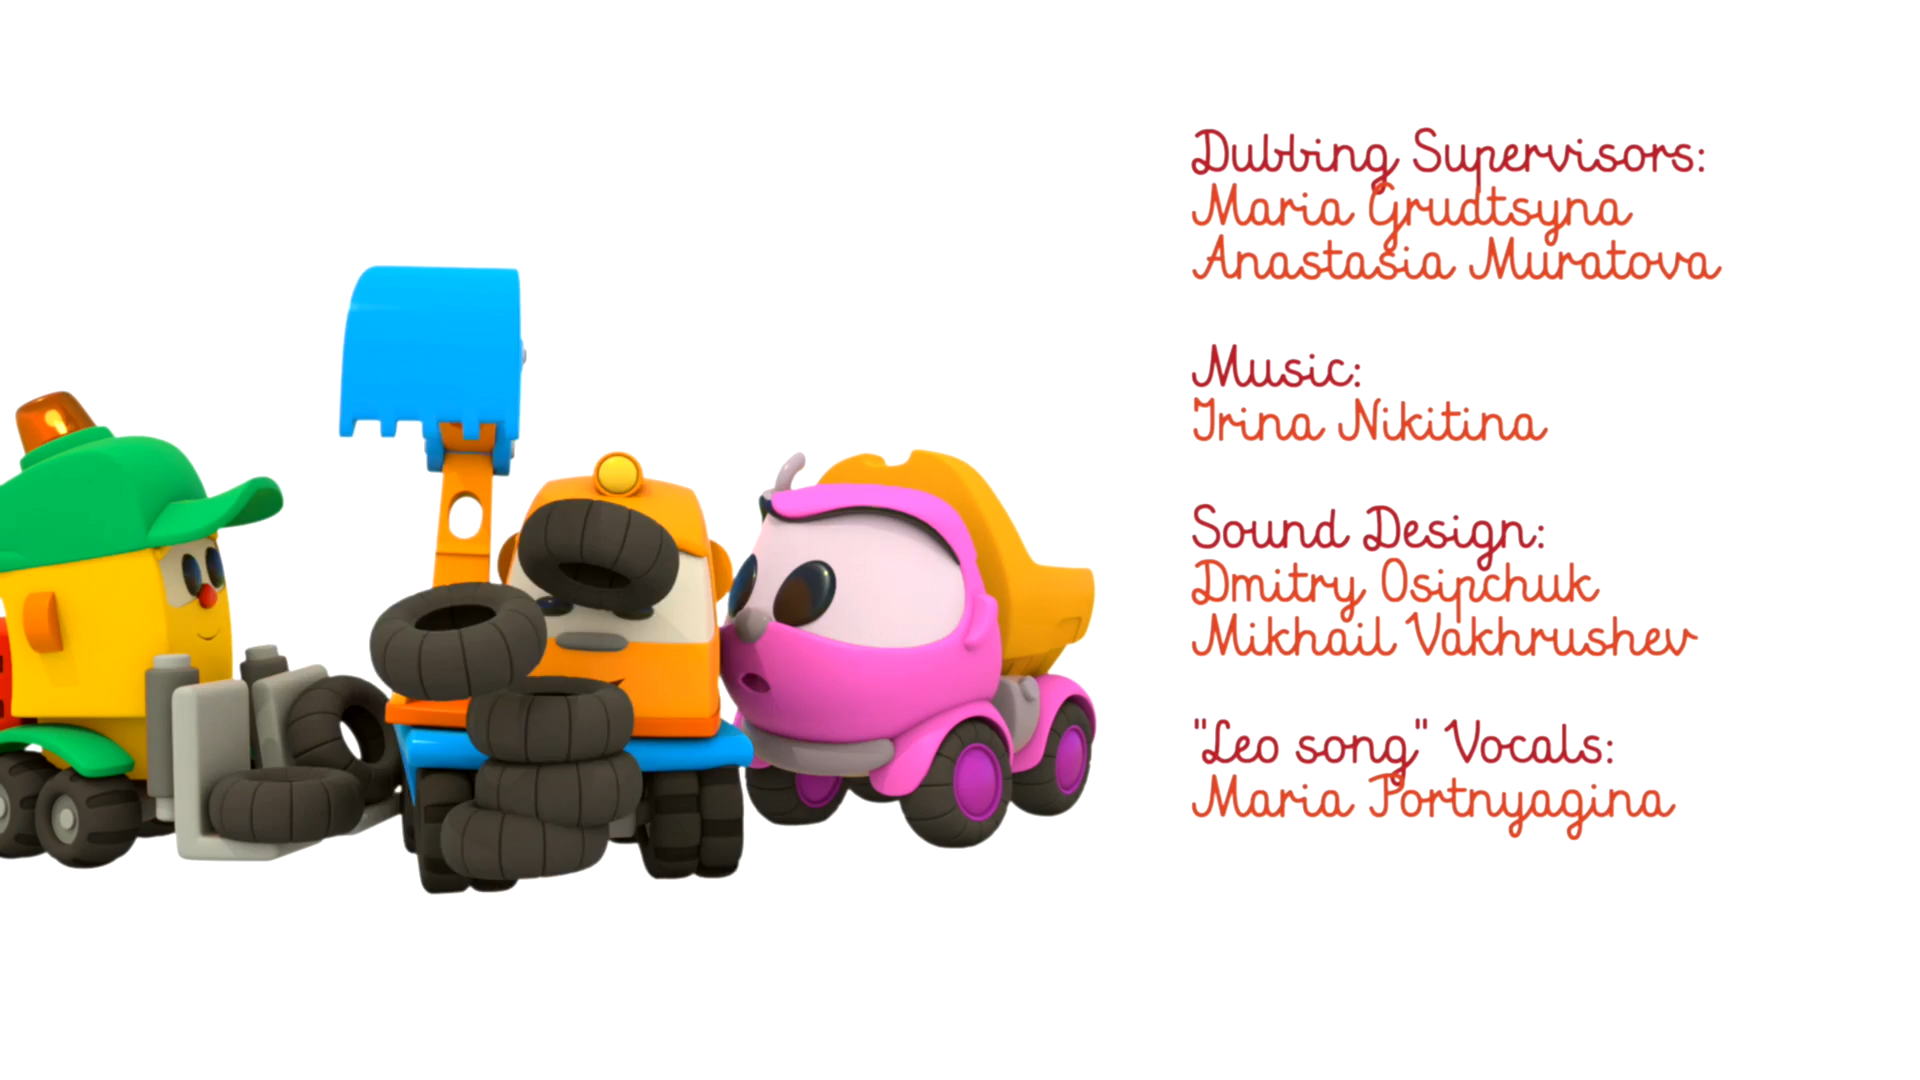 Dubbing Supervisors:
Maria Grudtsyna
Anastasia Muratova
Music:
Irina Nikitina
Sound Design:
Dmitry Osipchuk
Mikhail Vakhrushev
"Leo song" Vocals:
Maria Portnyagina